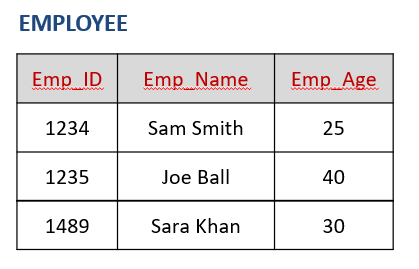 EMPLOYEE
Emp_ID Emp_Name Emp_Age
1234 Sam Smith 25
1235 Joe Ball 40
1489 Sara Khan 30